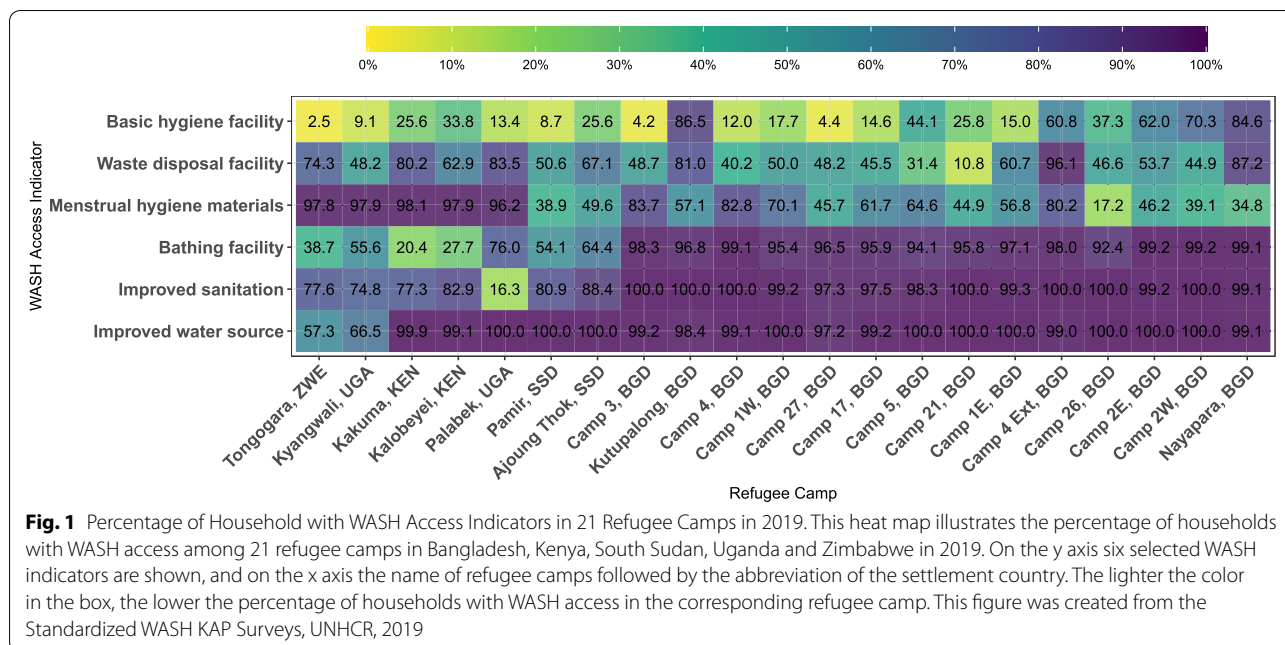 0% 10% 20% 30% 40% 50% 60% 70% 80% 90% 100%
WASH Access Indicator
Basic hygiene facility 2.5 9.1 25.6 33.8 13.4 8.7 25.6 4.2 86.5 12.0 17.7 4.4 14.6 44.1 25.8 15.0 60.8 37.3 62.0 70.3 84.6
Waste disposal facility 74.3 48.2 80.2 62.9 83.5 50.6 67.1 48.7 81.0 40.2 50.0 48.2 45.5 31.4 10.8 60.7 96.1 46.6 53.7 44.9 87.2
Menstrual hygiene materials 97.8 97.9 98.1 97.9 96.2 38.9 49.6 83.7 57.1 82.8 70.1 45.7 61.7 64.6 44.9 56.8 80.2 17.2 46.2 39.1 34.8
Bathing facility 38.7 55.6 20.4 27.7 76.0 54.1 64.4 98.3 96.8 99.1 95.4 96.5 95.9 94.1 95.8 97.1 98.0 92.4 99.2 99.2 99.1
Improved sanitation 77.6 74.8 77.3 82.9 16.3 80.9 88.4 100.0 100.0 100.0 99.2 97.3 97.5 98.3 100.0 99.3 100.0 100.0 99.2 100.0 99.1
Improved water source 57.3 66.5 99.9 99.1 100.0 100.0 100.0 99.2 98.4 99.1 100.0 97.2 99.2 100.0 100.0 100.0 99.0 100.0 100.0 100.0 99.1
Tongogara, ZWE
Kyangwali, UGA
Kakuma, KEN
Kalobeyei, KEN
Palabek, UGA
Pamir, SSD
Ajoung Thok, SSD
Camp 3, BGD
Kutupalong, BGD
Camp 4, BGD
Camp 1W, BGD
Camp 27, BGD
Camp 17, BGD
Camp 5, BGD
Camp 21, BGD
Camp 1E, BGD
Camp 4 Ext, BGD
Camp 26, BGD
Camp 2E, BGD
Camp 2W, BGD
Nayapara, BGD
Refugee Camp
Fig. 1 Percentage of Household with WASH Access Indicators in 21 Refugee Camps in 2019. This heat map illustrates the percentage of households
with WASH access among 21 refugee camps in Bangladesh, Kenya, South Sudan, Uganda and Zimbabwe in 2019. On the y axis six selected WASH
indicators are shown, and on the x axis the name of refugee camps followed by the abbreviation of the settlement country. The lighter the color
in the box, the lower the percentage of households with WASH access in the corresponding refugee camp. This figure was created from the
Standardized WASH KAP Surveys, UNHCR, 2019